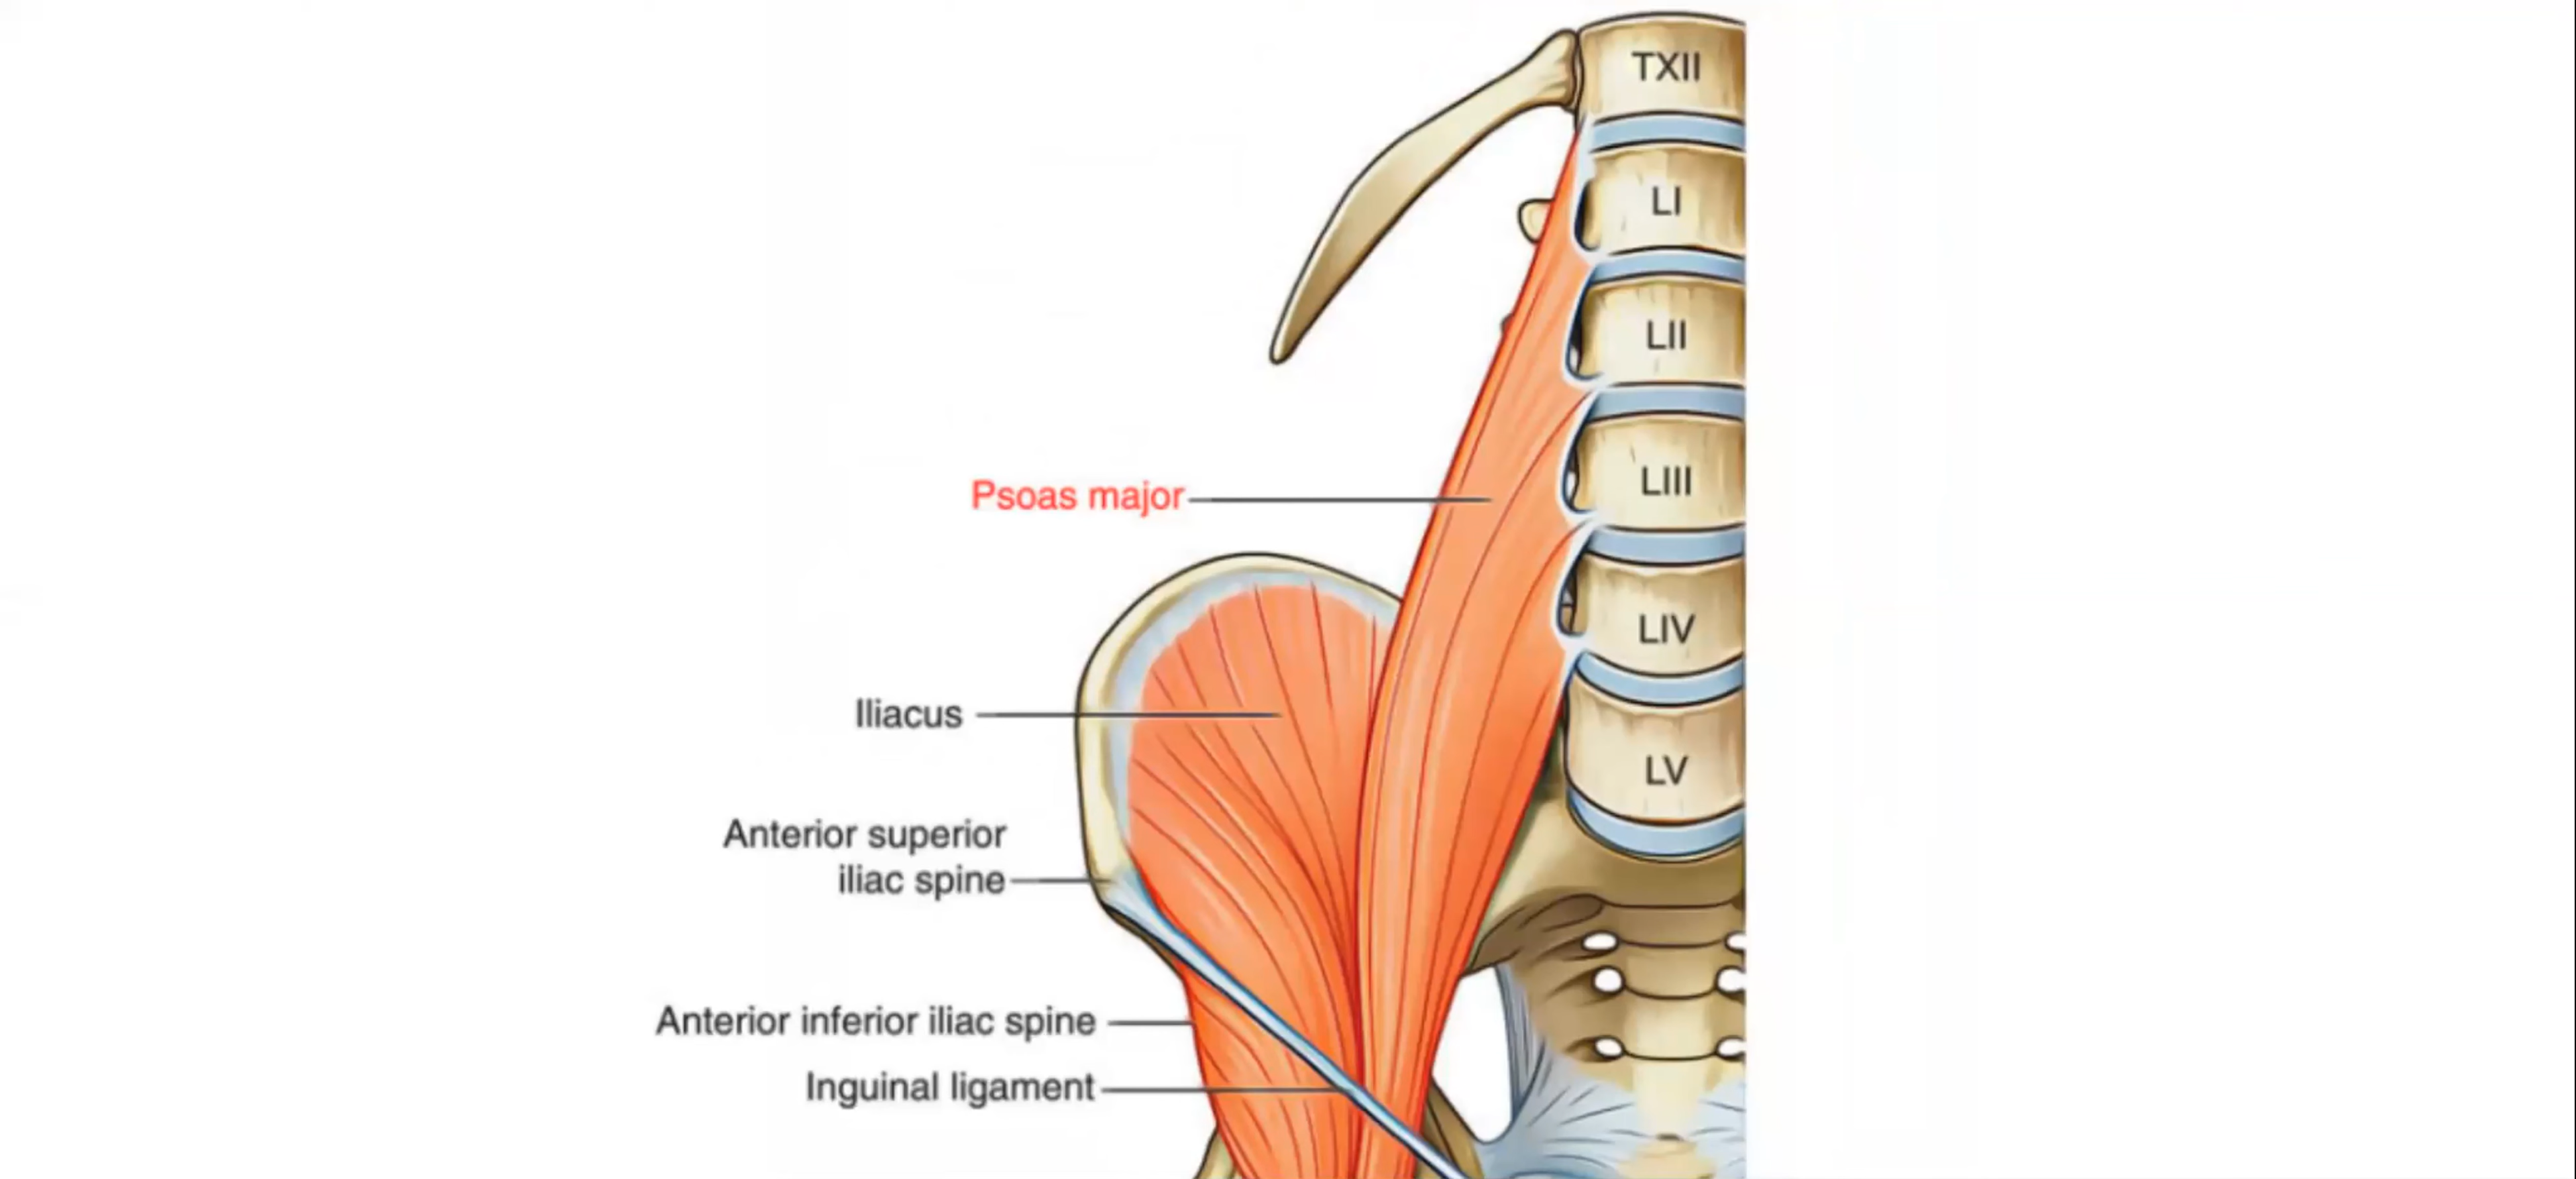 TXII
LI
LII
LIII
Psoas major
LIV
Iliacus
LV
Anterior superior
iliac spine
Anterior inferior iliac spine
Inguinal ligament